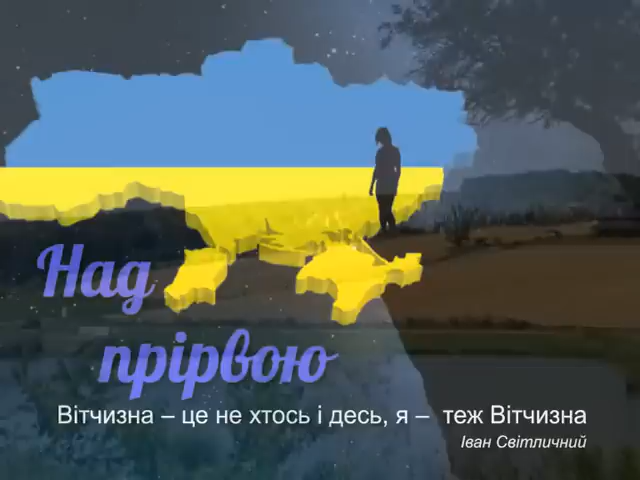 Над
прірвою
Вітчизна – це не хтось і десь, я – теж Вітчизна
Іван Світличний